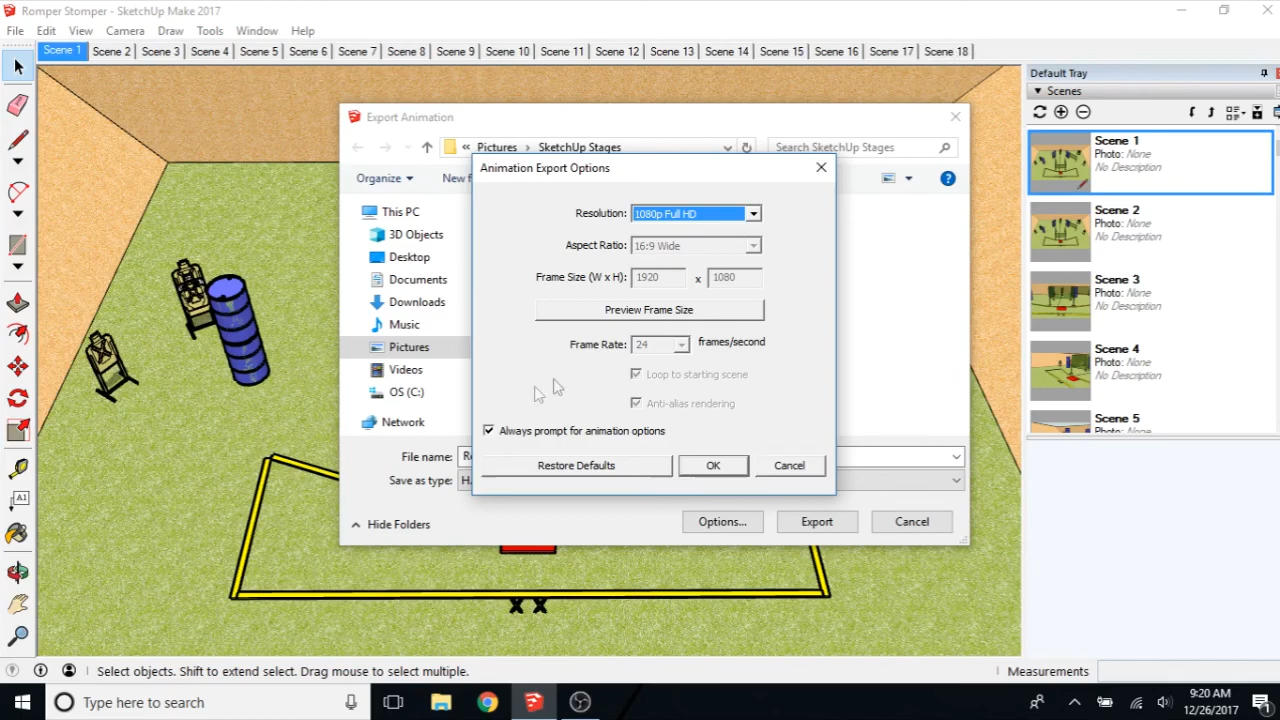 Romper Stomper - SketchUp Make 2017
File Edit View Camera Draw Tools Window Help
Scene 1 Scene 2 Scene 3 Scene 4 Scene 5 Scene 6 Scene 7 Scene 8 Scene 9 Scene 10 Scene 11 Scene 12 Scene 13 Scene 14 Scene 15 Scene 16 Scene 17 Scene 18
Default Tray
Scenes
Scene 1
Photo: None
No Description
Scene 2
Photo: None
No Description
Scene 3
Photo: None
No Description
Scene 4
Photo: None
No Description
Scene 5
Photo: None
Export Animation
« Pictures › SketchUp Stages
Search SketchUp Stages
Organize
New f
This PC
3D Objects
Desktop
Documents
Downloads
Music
Pictures
Videos
OS (C:)
Network
File name:
Save as type:
Hide Folders
Options... Export Cancel
Animation Export Options
Resolution: 1080p Full HD
Aspect Ratio: 16:9 Wide
Frame Size (W x H): 1920 x 1080
Preview Frame Size
Frame Rate: 24 frames/second
Loop to starting scene
Anti-alias rendering
Always prompt for animation options
Restore Defaults OK Cancel
A1
X X
Select objects. Shift to extend select. Drag mouse to select multiple.
Measurements
Type here to search
9:20 AM
12/26/2017
1